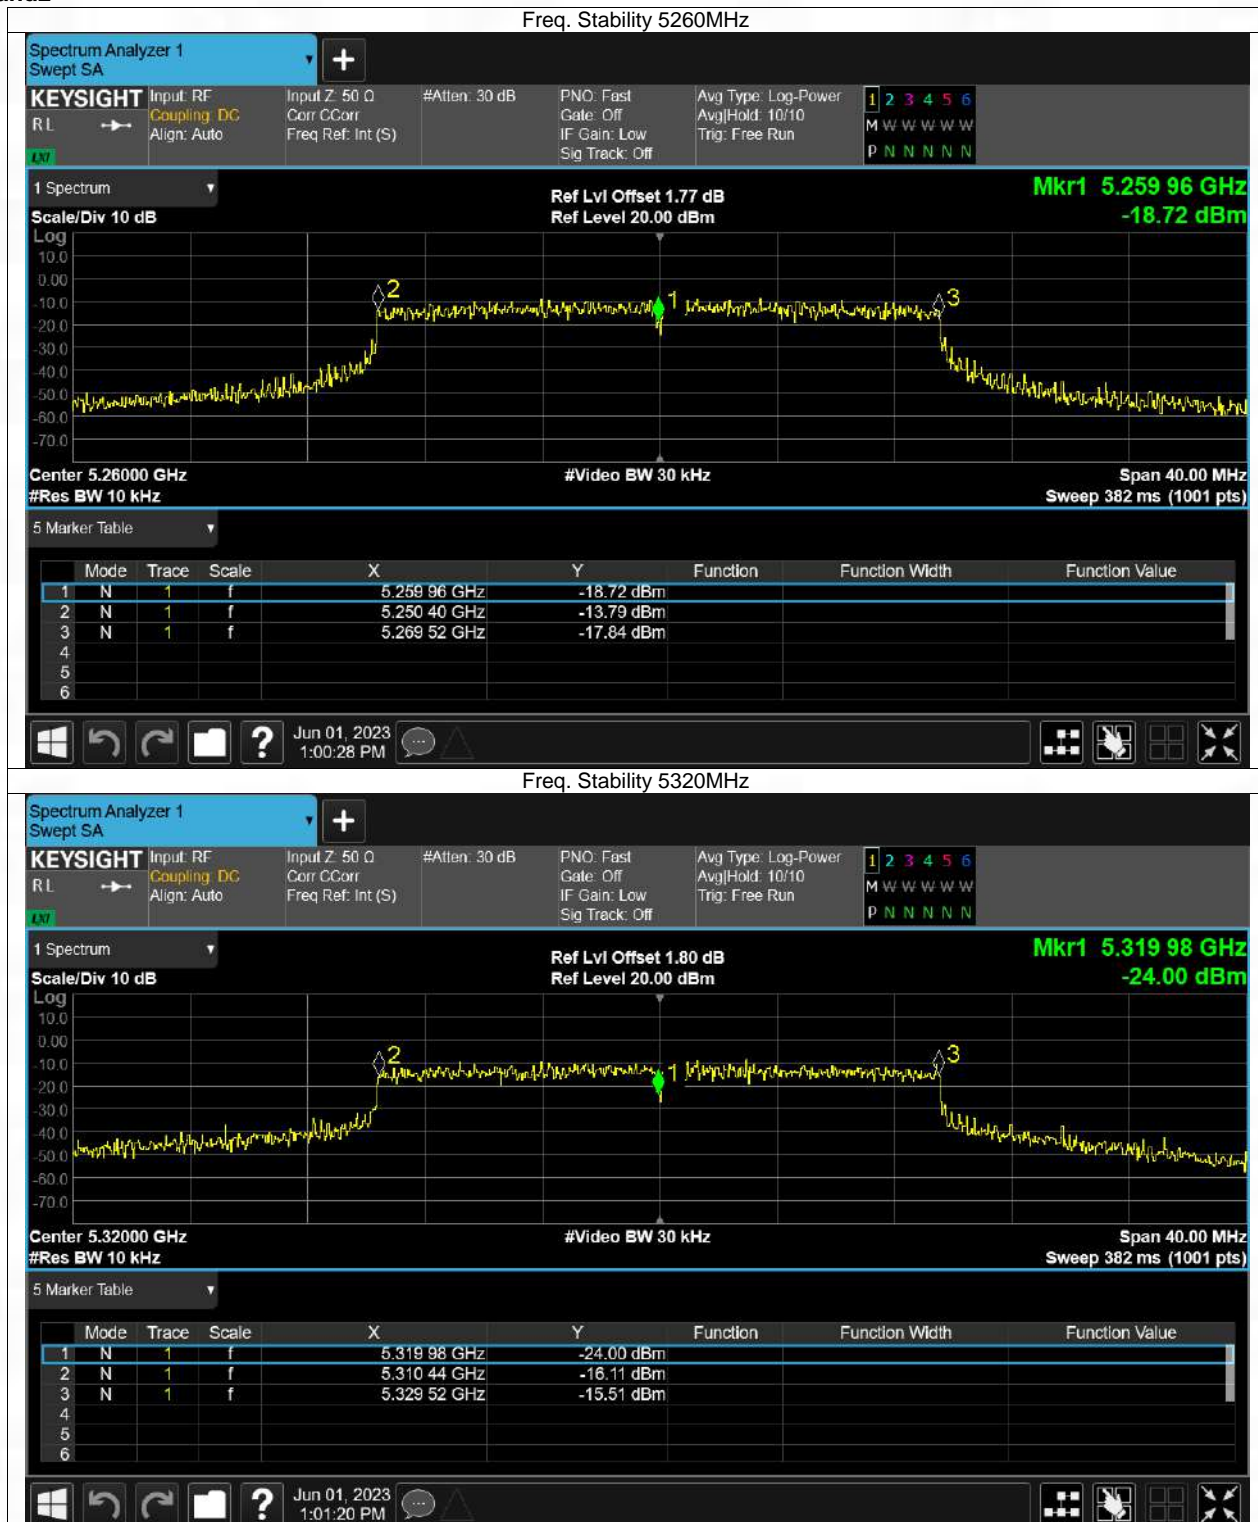 Freq. Stability 5260MHz
Spectrum Analyzer 1
Swept SA
+
KEYSIGHT
RL
LXI
Input: RF
Coupling: DC
Align: Auto
Input Z: 50 Ω
Corr CCorr
Freq Ref: Int (S)
#Atten: 30 dB
PNO: Fast
Gate: Off
IF Gain: Low
Sig Track: Off
Avg Type: Log-Power
Avg|Hold: 10/10
Trig: Free Run
1 2 3 4 5 6
M W W W W W
P N N N N N
1 Spectrum
Ref Lvl Offset 1.77 dB
Mkr1 5.259 96 GHz
Scale/Div 10 dB
Ref Level 20.00 dBm
-18.72 dBm
Log
10.0
0.00
-10.0
-20.0
-30.0
-40.0
-50.0
-60.0
-70.0
2
1
3
Center 5.26000 GHz
#Video BW 30 kHz
Span 40.00 MHz
#Res BW 10 kHz
Sweep 382 ms (1001 pts)
5 Marker Table
Mode Trace Scale X Y Function Function Width Function Value
1 N 1 f 5.259 96 GHz -18.72 dBm
2 N 1 f 5.250 40 GHz -13.79 dBm
3 N 1 f 5.269 52 GHz -17.84 dBm
4
5
6
?
Jun 01, 2023
1:00:28 PM
Freq. Stability 5320MHz
Spectrum Analyzer 1
Swept SA
+
KEYSIGHT
RL
LXI
Input: RF
Coupling: DC
Align: Auto
Input Z: 50 Ω
Corr CCorr
Freq Ref: Int (S)
#Atten: 30 dB
PNO: Fast
Gate: Off
IF Gain: Low
Sig Track: Off
Avg Type: Log-Power
Avg|Hold: 10/10
Trig: Free Run
1 2 3 4 5 6
M W W W W W
P N N N N N
1 Spectrum
Ref Lvl Offset 1.80 dB
Mkr1 5.319 98 GHz
Scale/Div 10 dB
Ref Level 20.00 dBm
-24.00 dBm
Log
10.0
0.00
-10.0
-20.0
-30.0
-40.0
-50.0
-60.0
-70.0
2
1
3
Center 5.32000 GHz
#Video BW 30 kHz
Span 40.00 MHz
#Res BW 10 kHz
Sweep 382 ms (1001 pts)
5 Marker Table
Mode Trace Scale X Y Function Function Width Function Value
1 N 1 f 5.319 98 GHz -24.00 dBm
2 N 1 f 5.310 44 GHz -16.11 dBm
3 N 1 f 5.329 52 GHz -15.51 dBm
4
5
6
?
Jun 01, 2023
1:01:20 PM